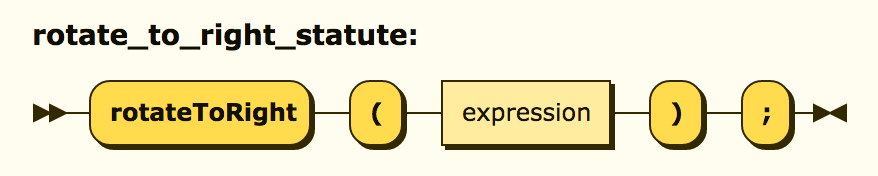 rotate_to_right_statute:
rotateToRight ( expression ) ;